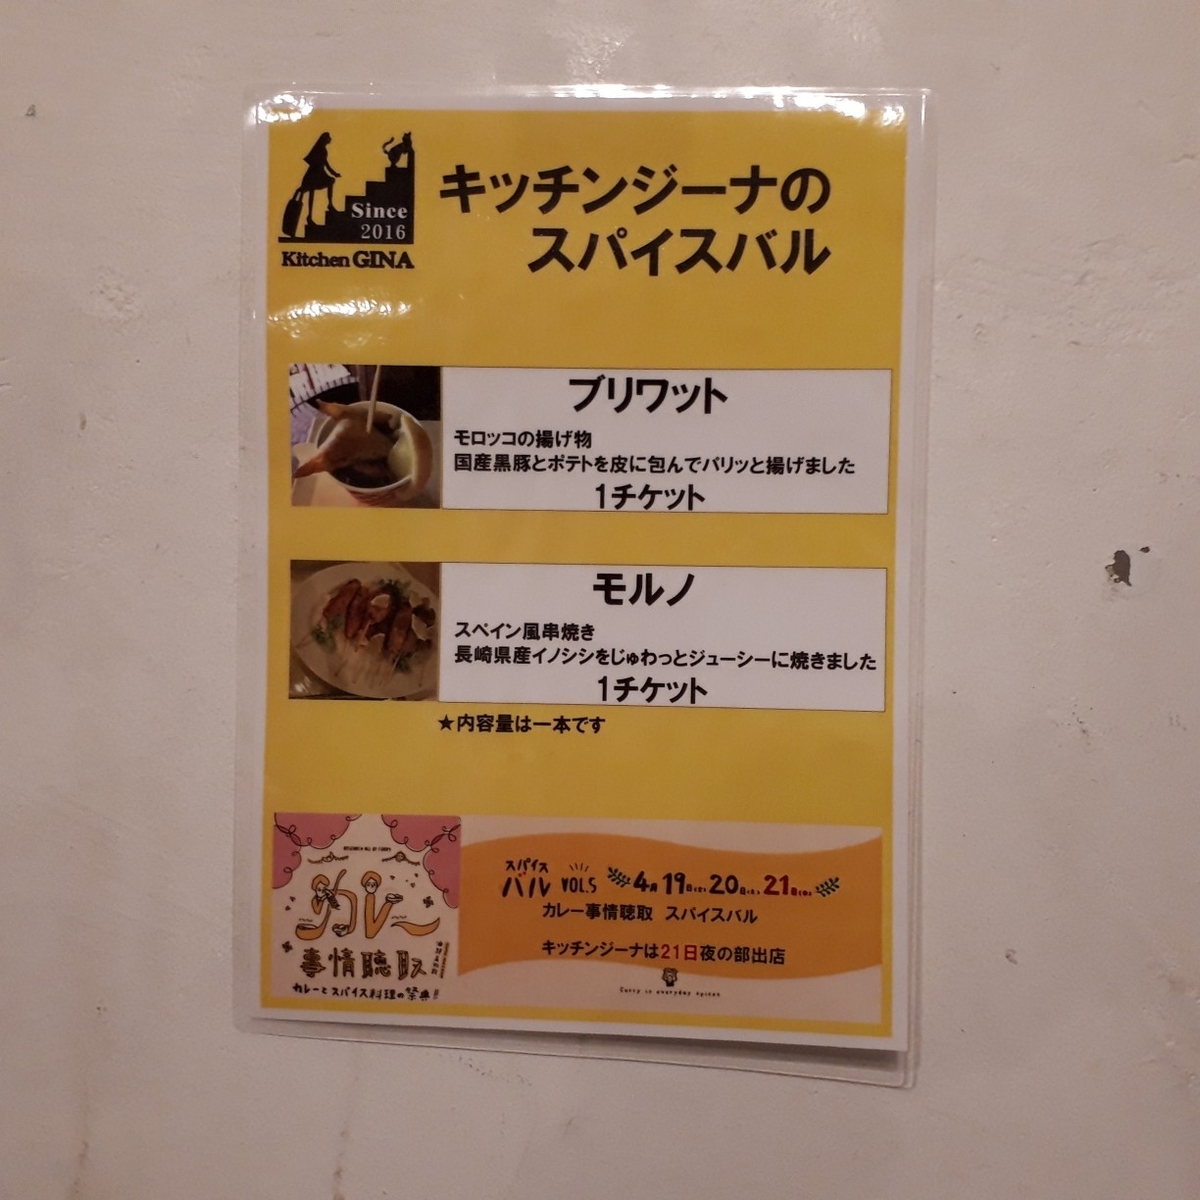 Since
2016
Kitchen GINA
キッチンジーナの
スパイスバル
ブリワット
モロッコの揚げ物
国産黒豚とポテトを皮に包んでパリッと揚げました
1チケット
モルノ
スペイン風串焼き
長崎県産イノシシをじゅわっとジューシーに焼きました
1チケット
★内容量は一本です
カレー
事情聴取
カレーとスパイス料理の祭典!!
スパイス
バル VOL.5 4月19日 20日 21日
カレー事情聴取 スパイスバル
キッチンジーナは21日夜の部出店
Curry is everyday spices